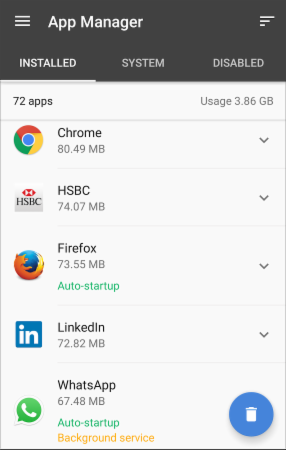 App Manager
INSTALLED SYSTEM DISABLED
72 apps Usage 3.86 GB
Chrome
80.49 MB
HSBC
HSBC
74.07 MB
Firefox
73.55 MB
Auto-startup
in
LinkedIn
72.82 MB
WhatsApp
67.48 MB
Auto-startup
Background service